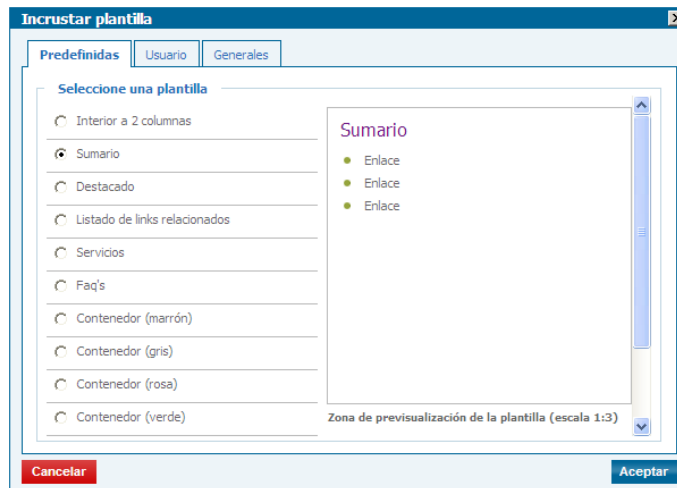 Incrustar plantilla
Predefinidas
Usuario
Generales
Seleccione una plantilla
Interior a 2 columnas
Sumario
Destacado
Listado de links relacionados
Servicios
Faq's
Contenedor (marrón)
Contenedor (gris)
Contenedor (rosa)
Contenedor (verde)
Sumario
Enlace
Enlace
Enlace
Zona de previsualización de la plantilla (escala 1:3)
Cancelar
Aceptar